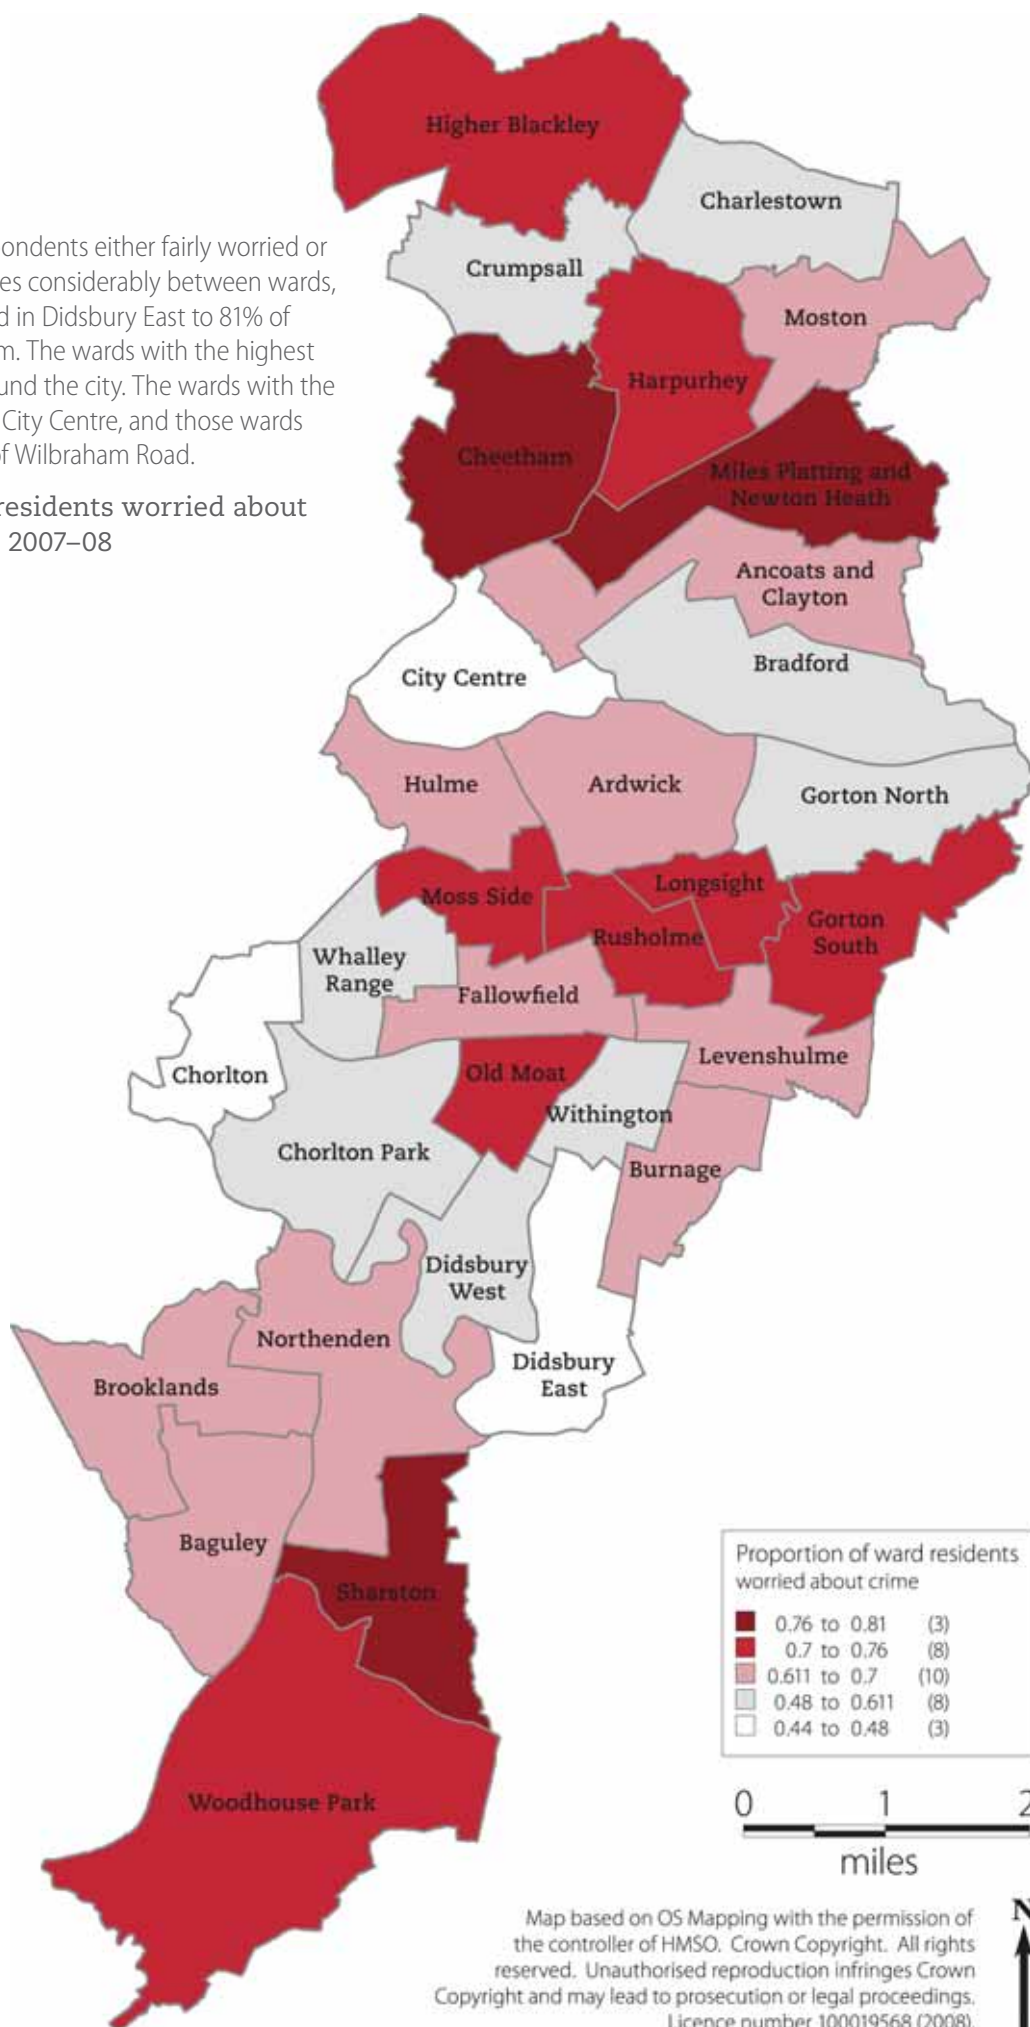 Higher Blackley
Charlestown
ondents either fairly worried or
es considerably between wards,
d in Didsbury East to 81% of
m. The wards with the highest
und the city. The wards with the
City Centre, and those wards
of Wilbraham Road.
residents worried about
2007–08
Crumpsall
Moston
Harpurhey
Cheetham
Miles Platting and
Newton Heath
Ancoats and
Clayton
Bradford
City Centre
Hulme
Ardwick
Gorton North
Moss Side
Longsight
Rusholme
Gorton
South
Whalley
Range
Fallowfield
Levenshulme
Chorlton
Old Moat
Withington
Chorlton Park
Burnage
Didsbury
West
Northenden
Didsbury
East
Brooklands
Baguley
Sharston
Woodhouse Park
Proportion of ward residents
worried about crime
0.76 to 0.81 (3)
0.7 to 0.76 (8)
0.611 to 0.7 (10)
0.48 to 0.611 (8)
0.44 to 0.48 (3)
0 1 2
miles
N
Map based on OS Mapping with the permission of
the controller of HMSO. Crown Copyright. All rights
reserved. Unauthorised reproduction infringes Crown
Copyright and may lead to prosecution or legal proceedings.
Licence number 100019568 (2008).